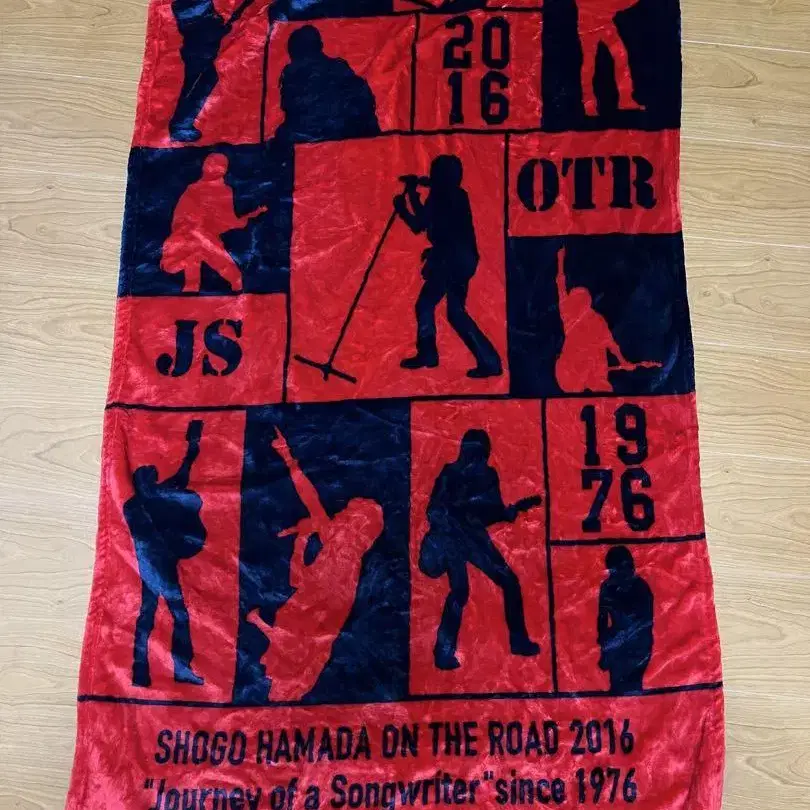 20
16
OTR
JS
19
76
SHOGO HAMADA ON THE ROAD 2016
"Journey of a Songwriter" since 1976